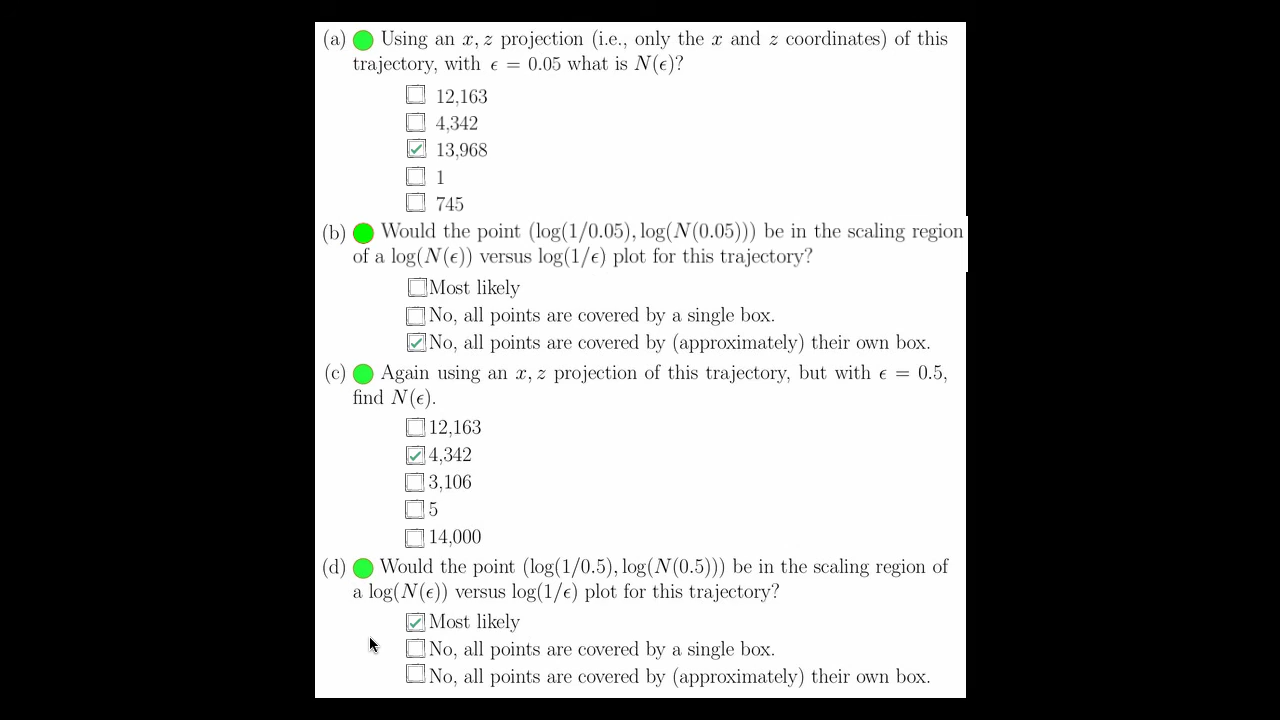 (a) Using an x, z projection (i.e., only the x and z coordinates) of this
trajectory, with ϵ = 0.05 what is N(ϵ)?
12,163
4,342
13,968
1
745
(b) Would the point (log(1/0.05), log(N(0.05))) be in the scaling region
of a log(N(ϵ)) versus log(1/ϵ) plot for this trajectory?
Most likely
No, all points are covered by a single box.
No, all points are covered by (approximately) their own box.
(c) Again using an x, z projection of this trajectory, but with ϵ = 0.5,
find N(ϵ).
12,163
4,342
3,106
5
14,000
(d) Would the point (log(1/0.5), log(N(0.5))) be in the scaling region of
a log(N(ϵ)) versus log(1/ϵ) plot for this trajectory?
Most likely
No, all points are covered by a single box.
No, all points are covered by (approximately) their own box.